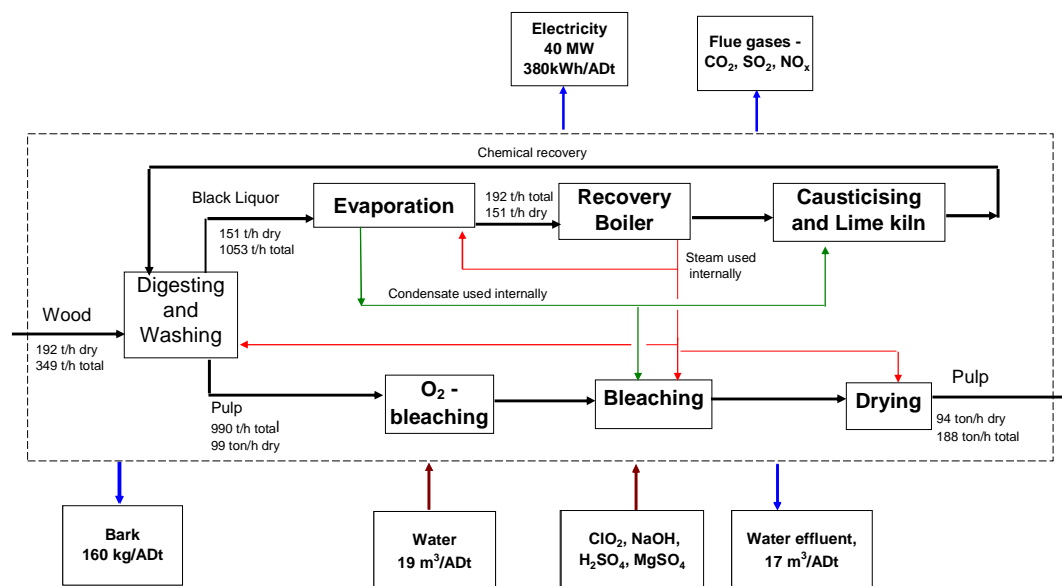 Electricity
40 MW
380kWh/ADt
Flue gases -
CO₂, SO₂, NOₓ
Chemical recovery
Black Liquor
151 t/h dry
1053 t/h total
Evaporation
192 t/h total
151 t/h dry
Recovery
Boiler
Causticising
and Lime kiln
Steam used
internally
Condensate used internally
Digesting
and
Washing
Wood
192 t/h dry
349 t/h total
Pulp
990 t/h total
99 ton/h dry
O₂ -
bleaching
Bleaching
Drying
Pulp
94 ton/h dry
188 ton/h total
Bark
160 kg/ADt
Water
19 m³/ADt
ClO₂, NaOH,
H₂SO₄, MgSO₄
Water effluent,
17 m³/ADt